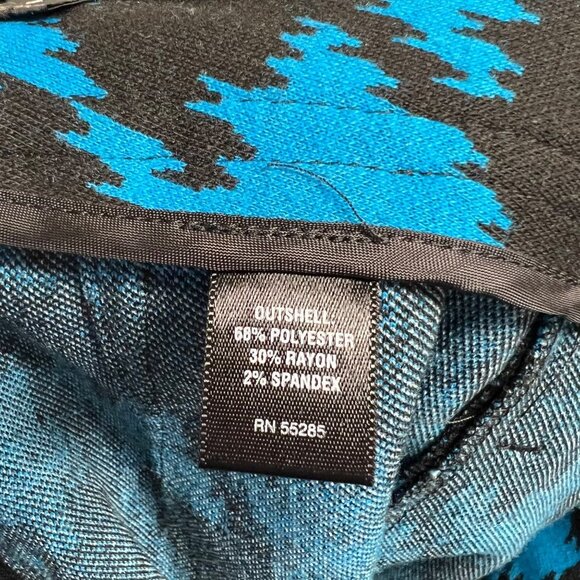 OUTSHELL
68% POLYESTER
30% RAYON
2% SPANDEX
RN 55285